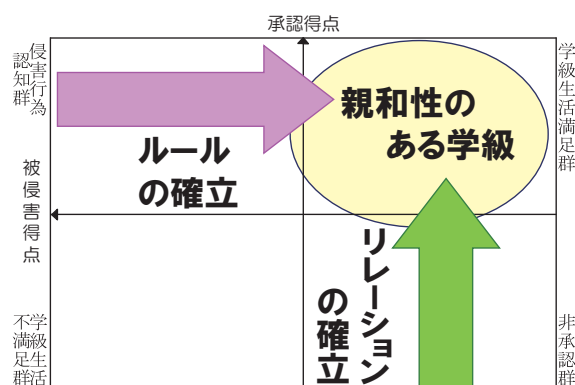 承認得点
侵害行為
認知群
学級生活満足群
親和性の
ある学級
ルール
の確立
被侵害得点
リレーション
の確立
学級生活
不満足群
非承認群